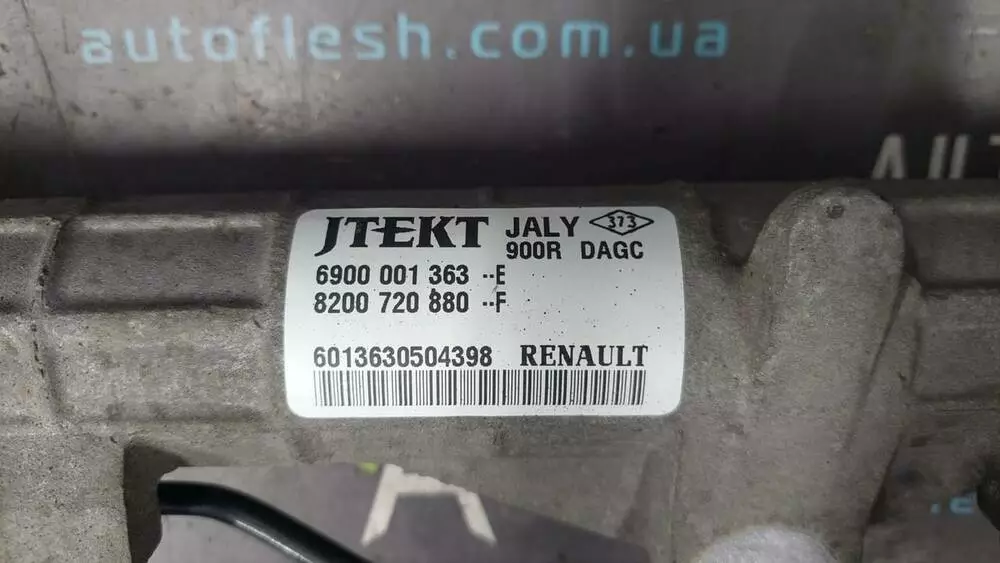 autoflesh.com.ua
JTEKT JALY 373
900R DAGC
6900 001 363 --E
8200 720 880 --F
6013630504398 RENAULT